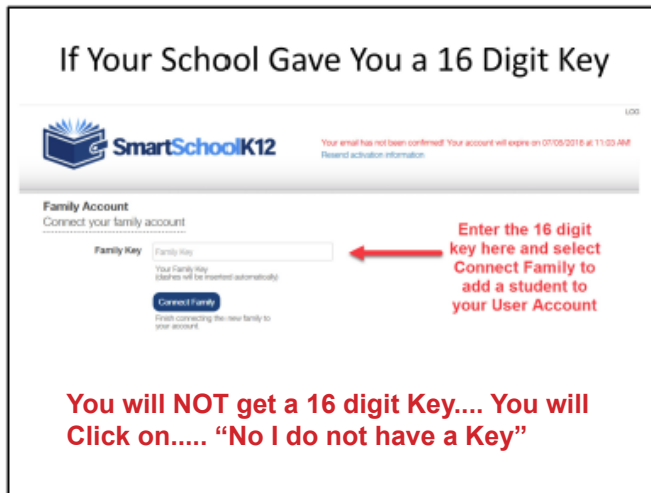 If Your School Gave You a 16 Digit Key
LOG
SmartSchoolK12
Your email has not been confirmed! Your account will expire on 07/05/2018 at 11:03 AM!
Resend activation information
Family Account
Connect your family account
Family Key
Family Key
Your Family Key
(dashes will be inserted automatically)
Connect Family
Finish connecting the new family to
your account.
Enter the 16 digit
key here and select
Connect Family to
add a student to
your User Account
You will NOT get a 16 digit Key.... You will
Click on..... “No I do not have a Key”